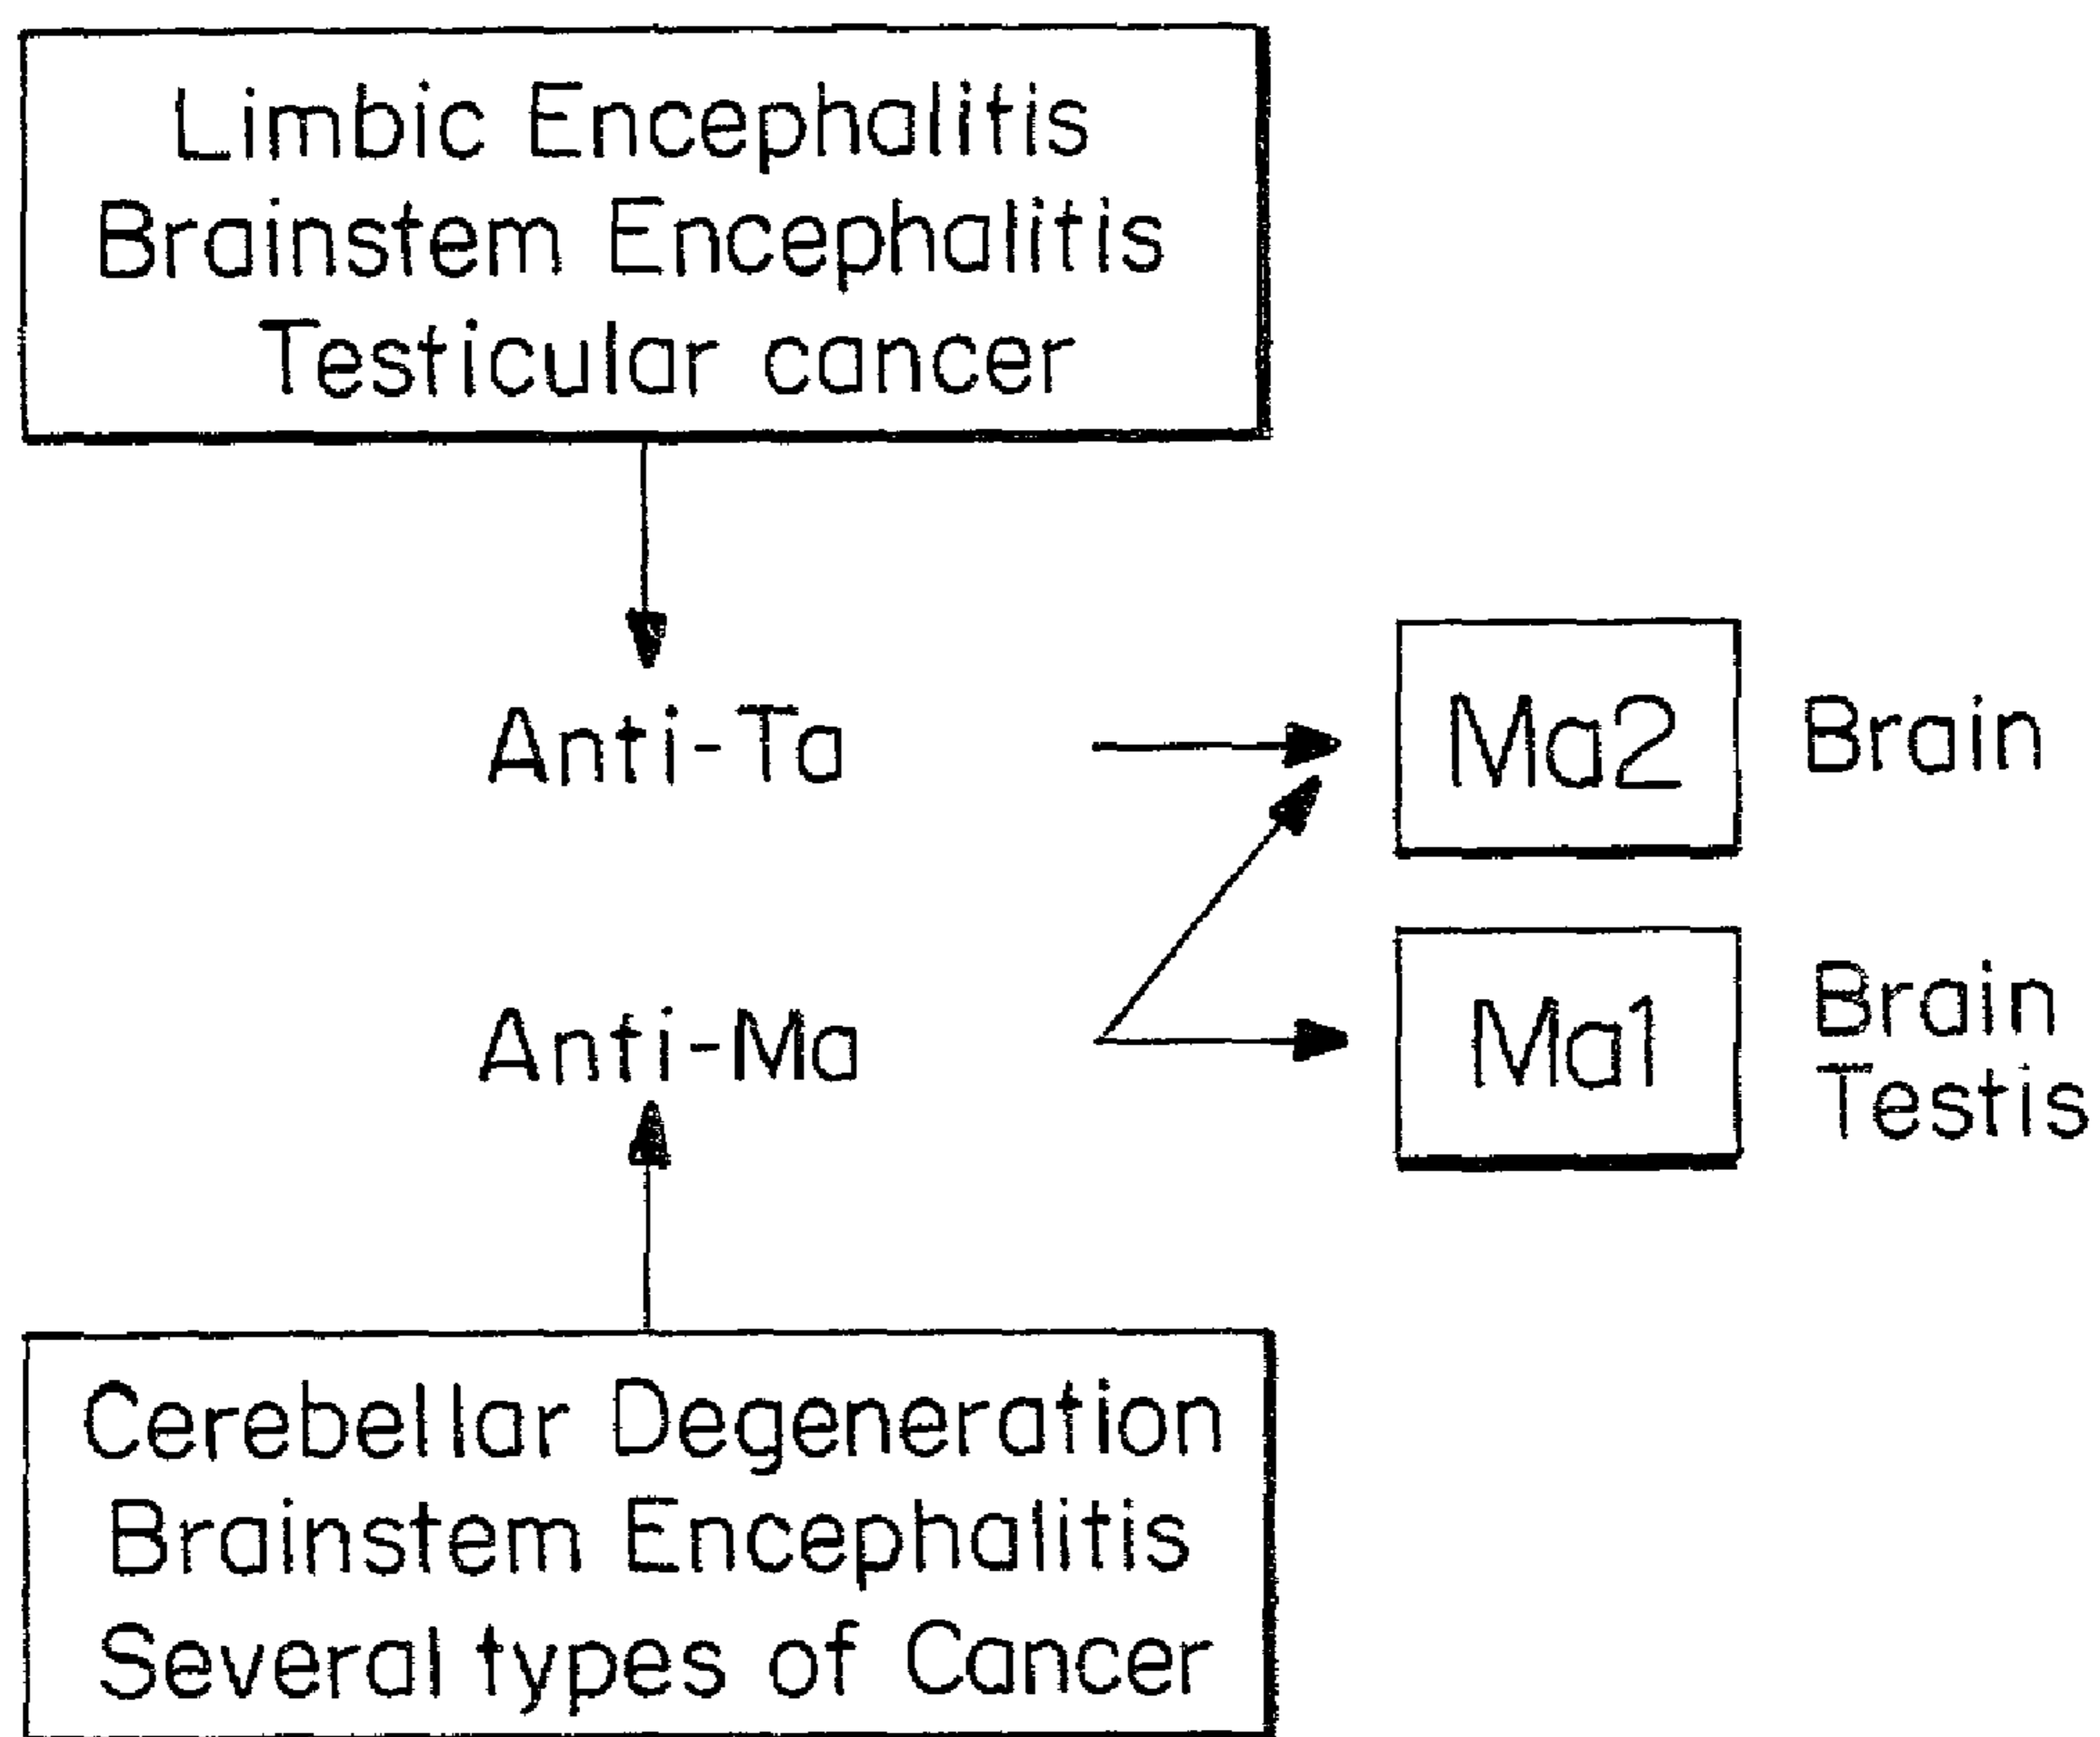 Limbic Encephalitis
Brainstem Encephalitis
Testicular cancer
Anti-Ta
Ma2
Brain
Anti-Ma
Ma1
Brain
Testis
Cerebellar Degeneration
Brainstem Encephalitis
Several types of Cancer